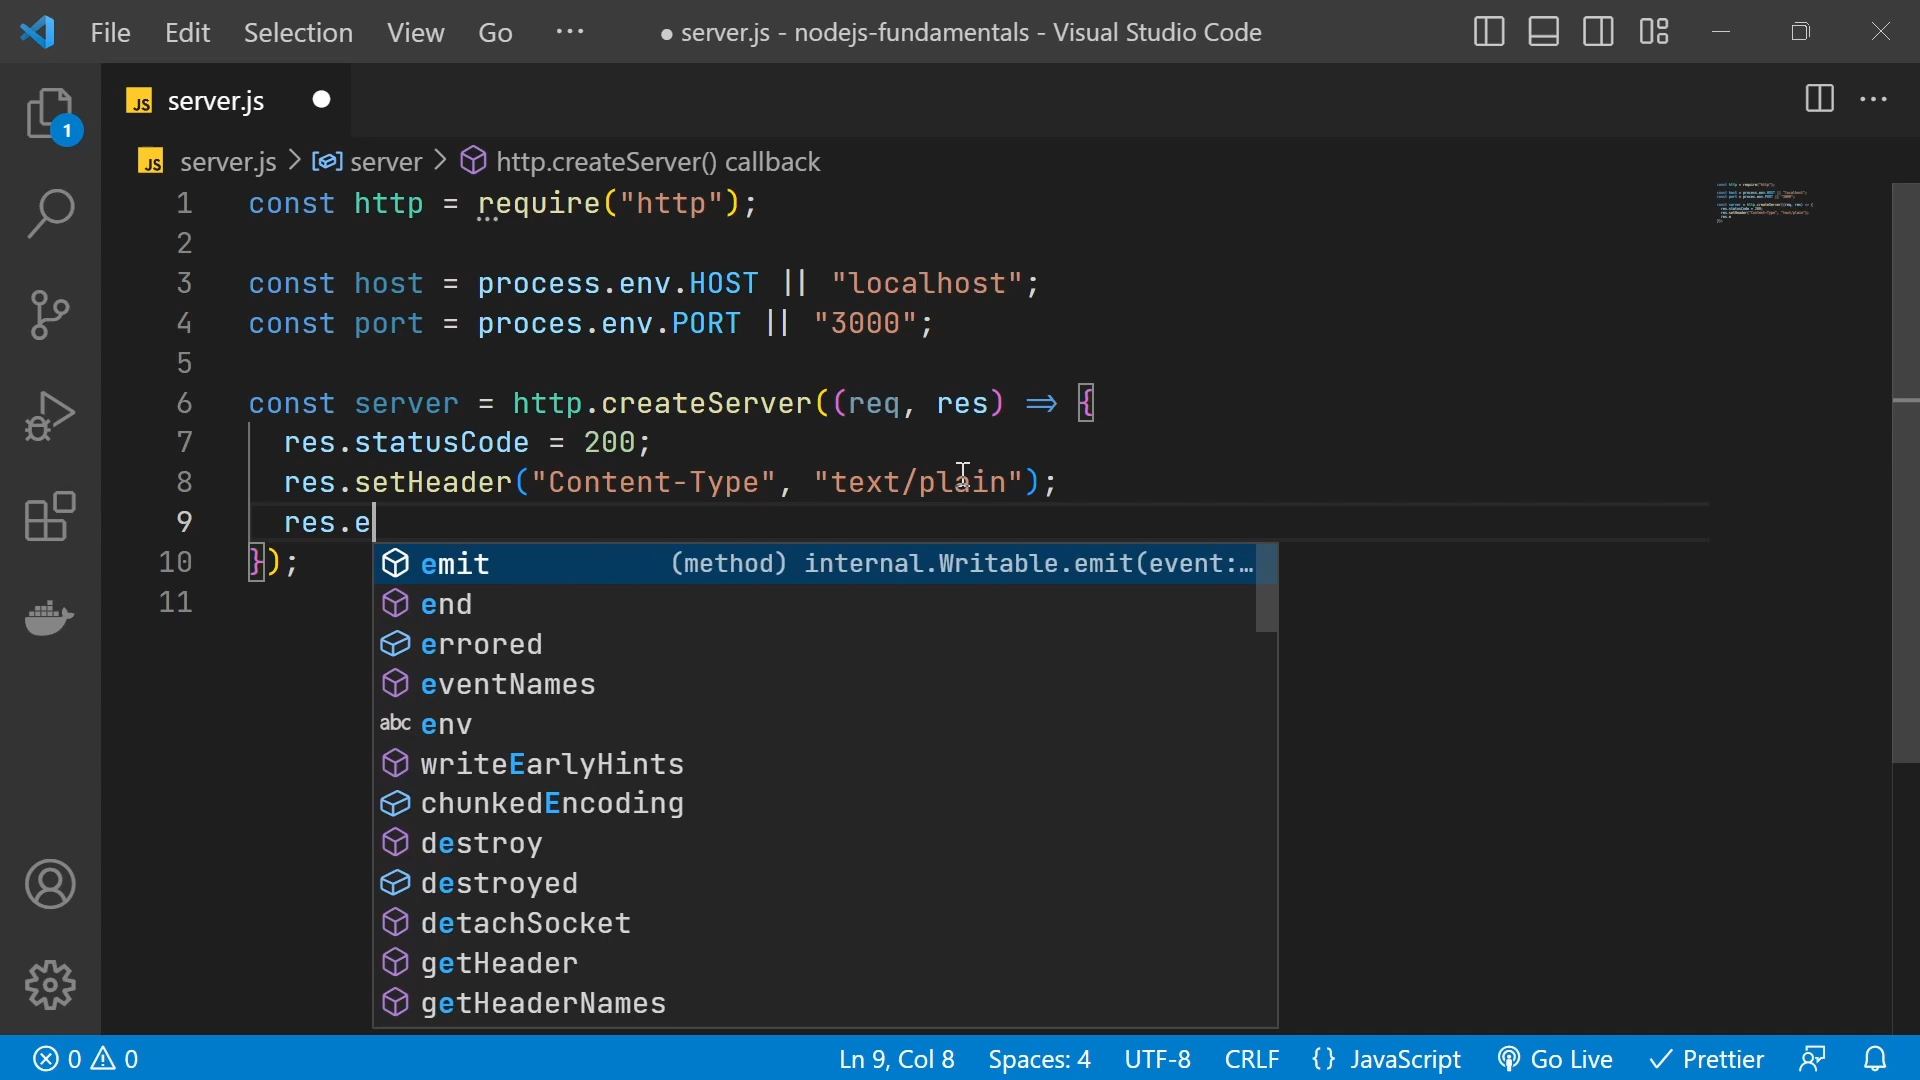 File Edit Selection View Go ··· ● server.js - nodejs-fundamentals - Visual Studio Code
JS server.js
1
JS server.js > server > http.createServer() callback
1 const http = require("http");
2
3 const host = process.env.HOST || "localhost";
4 const port = proces.env.PORT || "3000";
5
6 const server = http.createServer((req, res) => {
7 res.statusCode = 200;
8 res.setHeader("Content-Type", "text/plain");
9 res.e
10 });
emit (method) internal.Writable.emit(event:…
end
11
errored
eventNames
abc env
writeEarlyHints
chunkedEncoding
destroy
destroyed
detachSocket
getHeader
getHeaderNames
0 0 Ln 9, Col 8 Spaces: 4 UTF-8 CRLF {} JavaScript Go Live Prettier